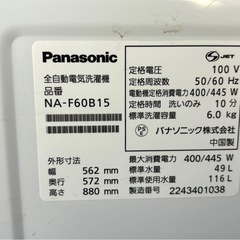 Panasonic
全自動電気洗濯機
品番
NA-F60B15
外形寸法
幅 562 mm
奥行 572 mm
高さ 880 mm
JET
定格電圧 100 V
定格周波数 50/60 Hz
電動機定格消費電力 400/445 W
定格時間 洗いのみ 10 分
標準洗濯容量 6.0 kg
PS
E
パナソニック株式会社
中国製
最大消費電力 400/445 W
標準水量 49 L
標準使用水量 116 L
製造番号 2243401038